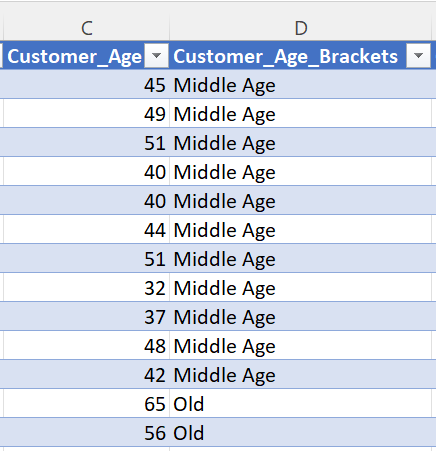 C D
Customer_Age Customer_Age_Brackets
45 Middle Age
49 Middle Age
51 Middle Age
40 Middle Age
40 Middle Age
44 Middle Age
51 Middle Age
32 Middle Age
37 Middle Age
48 Middle Age
42 Middle Age
65 Old
56 Old